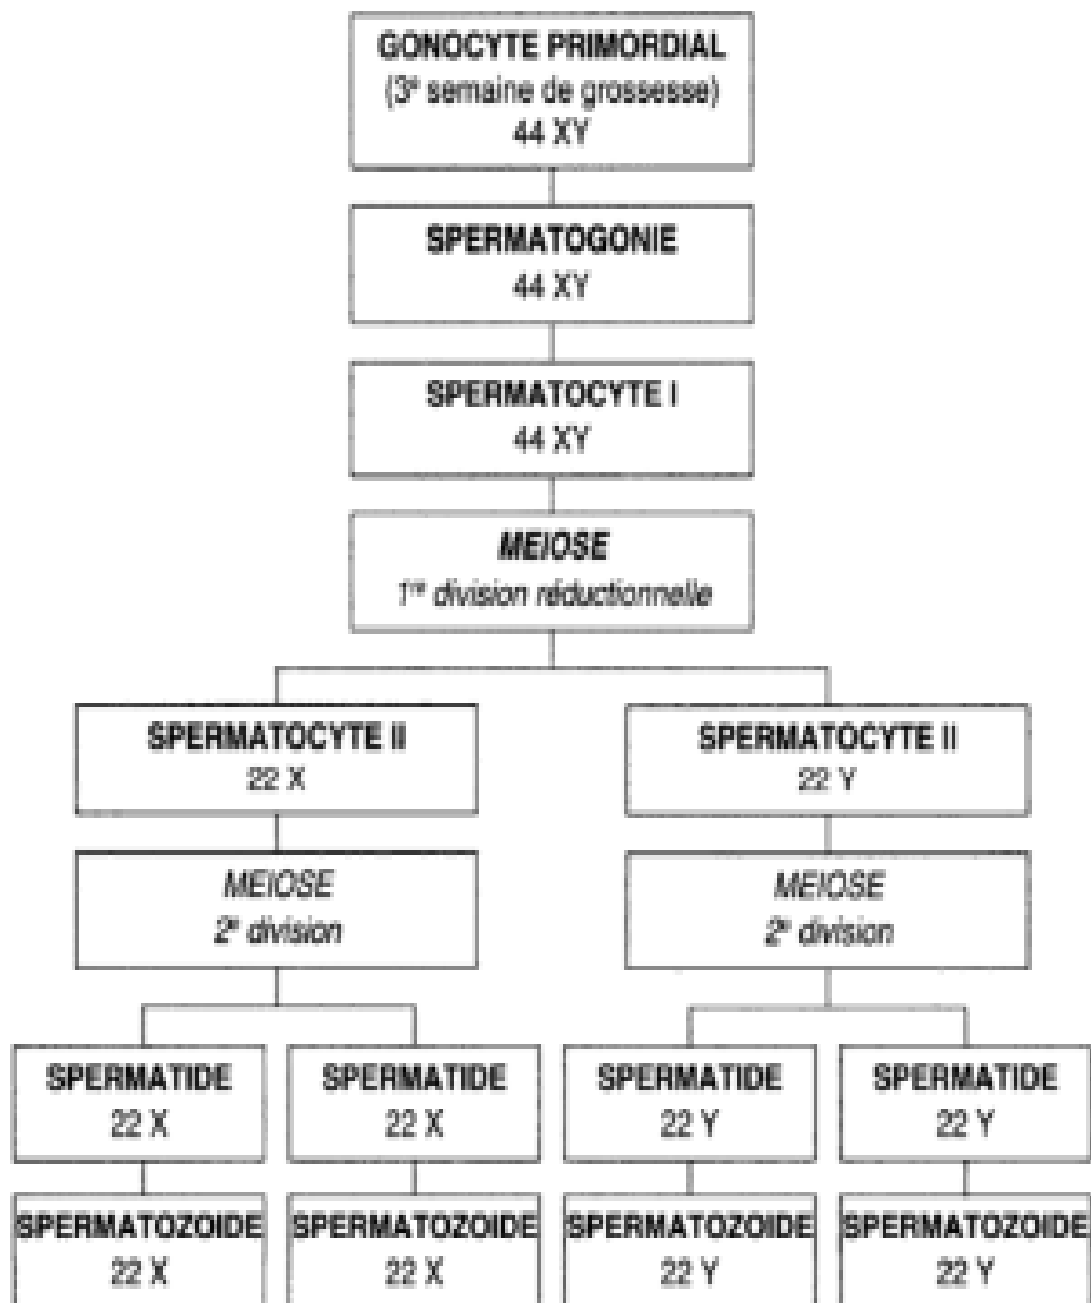 GONOCYTE PRIMORDIAL
(3e semaine de grossesse)
44 XY
SPERMATOGONIE
44 XY
SPERMATOCYTE I
44 XY
MEIOSE
1re division réductionnelle
SPERMATOCYTE II
22 X
SPERMATOCYTE II
22 Y
MEIOSE
2e division
MEIOSE
2e division
SPERMATIDE
22 X
SPERMATIDE
22 X
SPERMATIDE
22 Y
SPERMATIDE
22 Y
SPERMATOZOIDE
22 X
SPERMATOZOIDE
22 X
SPERMATOZOIDE
22 Y
SPERMATOZOIDE
22 Y